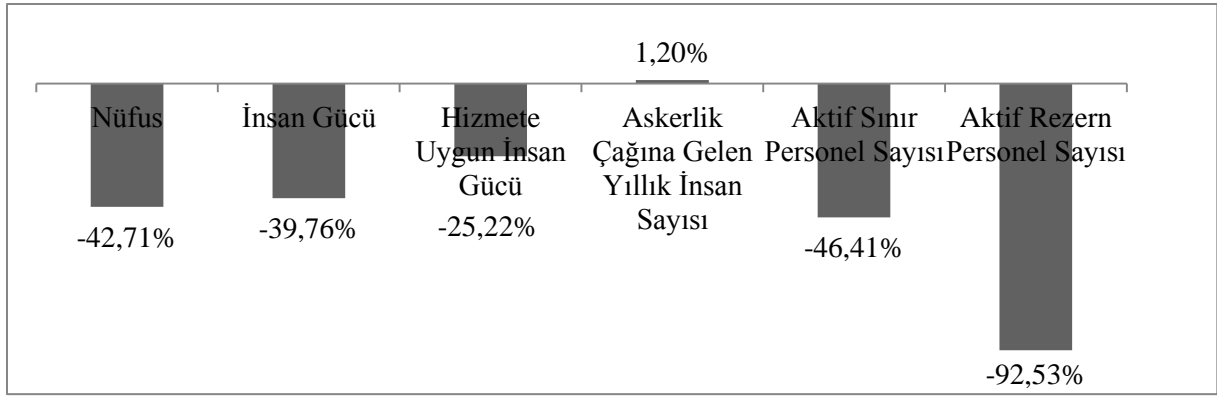 1,20%
Nüfus
İnsan Gücü
Hizmete
Uygun İnsan
Gücü
Askerlik
Çağına Gelen
Yıllık İnsan
Sayısı
Aktif Sınır
Personel Sayısı
Aktif Rezern
Personel Sayısı
-42,71%
-39,76%
-25,22%
-46,41%
-92,53%